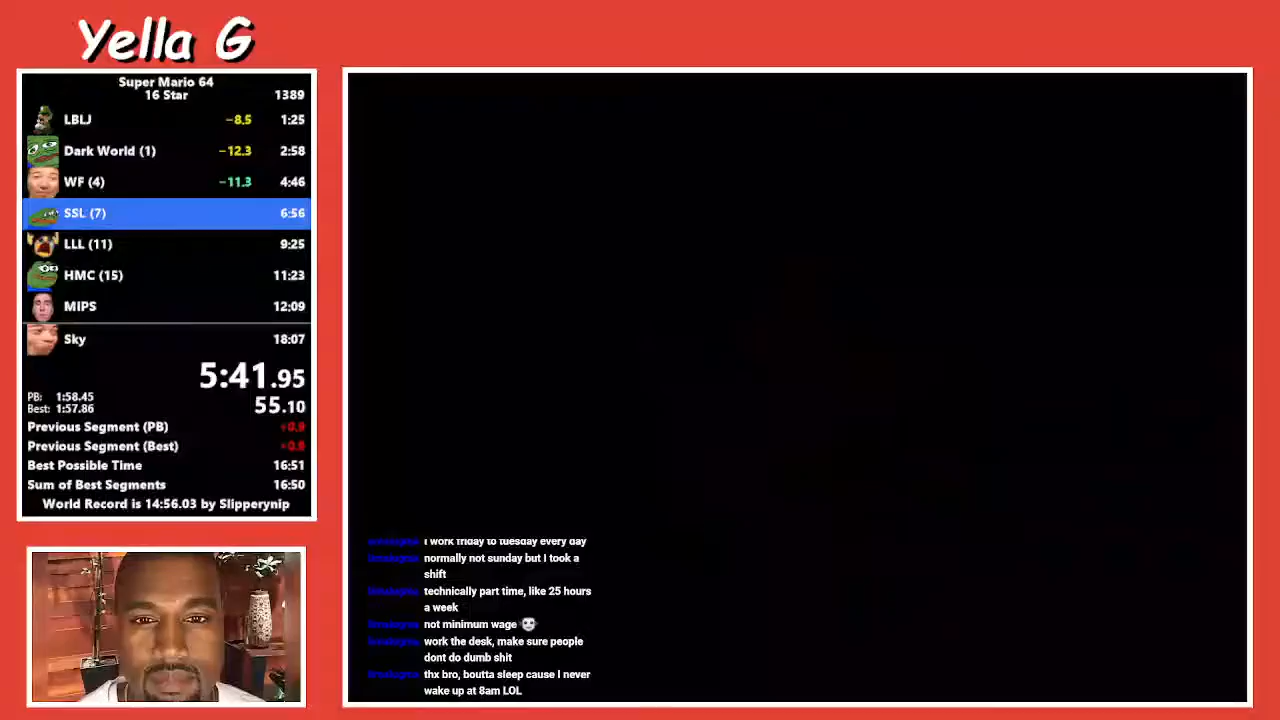 Yella G
Super Mario 64
16 Star 1389
LBLJ −8.5 1:25
Dark World (1) −12.3 2:58
WF (4) −11.3 4:46
SSL (7) 6:56
LLL (11) 9:25
HMC (15) 11:23
MIPS 12:09
Sky 18:07
5:41.95
PB: 1:58.45
Best: 1:57.86
55.10
Previous Segment (PB) +0.9
Previous Segment (Best) +0.9
Best Possible Time 16:51
Sum of Best Segments 16:50
World Record is 14:56.03 by Slipperynip
I work friday to tuesday every day
normally not sunday but I took a
shift
technically part time, like 25 hours
a week
not minimum wage
work the desk, make sure people
dont do dumb shit
thx bro, boutta sleep cause I never
wake up at 8am LOL